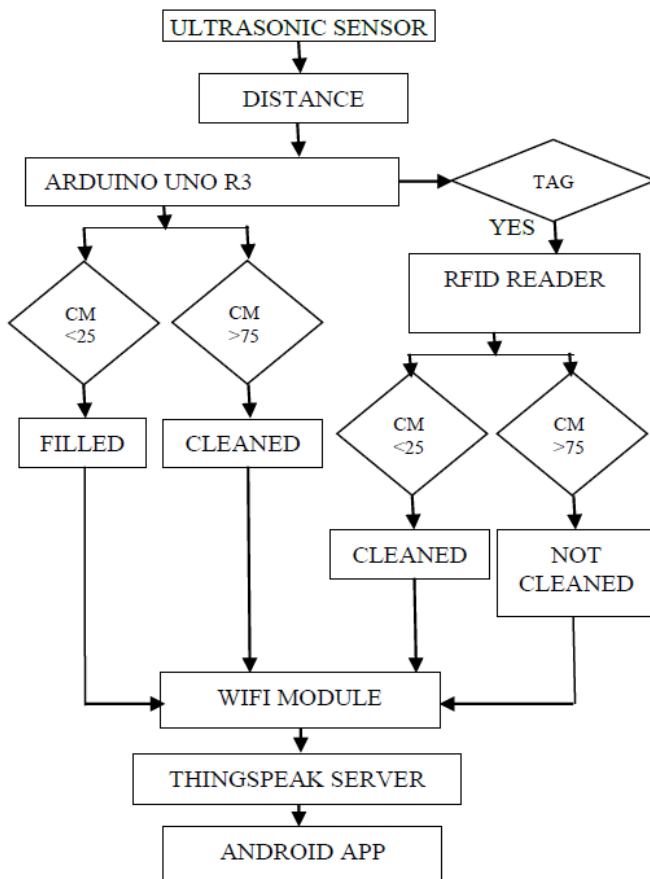 ULTRASONIC SENSOR
DISTANCE
ARDUINO UNO R3
TAG
YES
RFID READER
CM
<25
CM
>75
CM
<25
CM
>75
FILLED
CLEANED
CLEANED
NOT
CLEANED
WIFI MODULE
THINGSPEAK SERVER
ANDROID APP